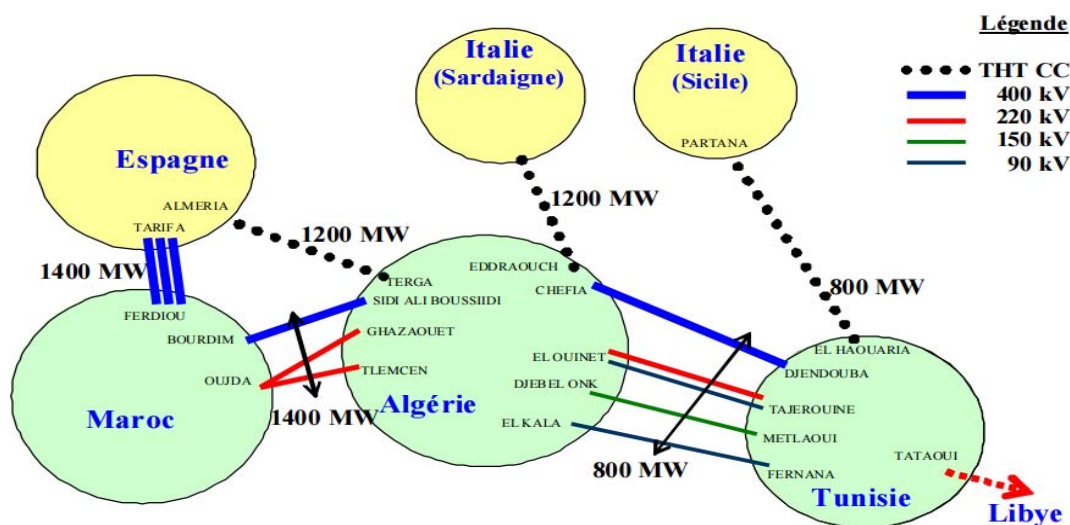 Légende
THT CC
400 kV
220 kV
150 kV
90 kV
Italie
(Sardaigne)
Italie
(Sicile)
PARTANA
Espagne
ALMERIA
TARIFA
1200 MW
1200 MW
800 MW
1400 MW
FERDIOU
BOURDIM
OUJDA
Maroc
1400 MW
TERGA
SIDI ALI BOUSSIIDI
GHAZAOUET
TLEMCEN
Algérie
EDDRAOUCH
CHEFIA
EL OUINET
DJEBEL ONK
EL KALA
800 MW
EL HAOUARIA
DJENDOUBA
TAJEROUINE
METLAOUI
FERNANA
TATAOUI
Tunisie
Libye